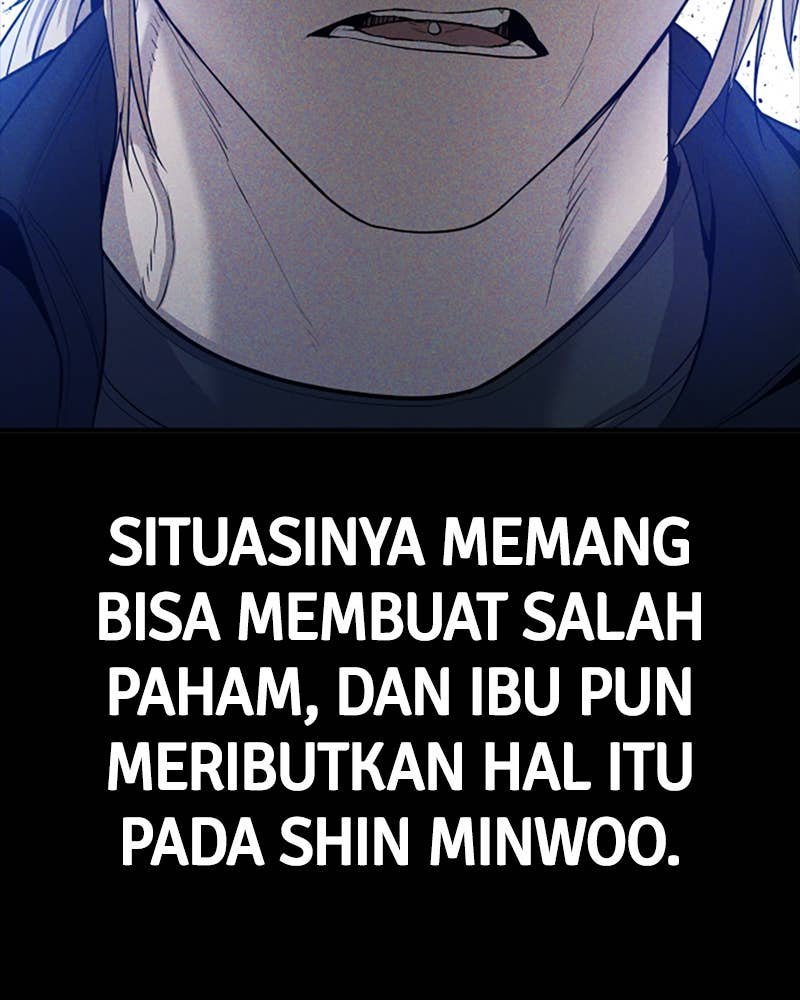 SITUASINYA MEMANG
BISA MEMBUAT SALAH
PAHAM, DAN IBU PUN
MERIBUTKAN HAL ITU
PADA SHIN MINWOO.